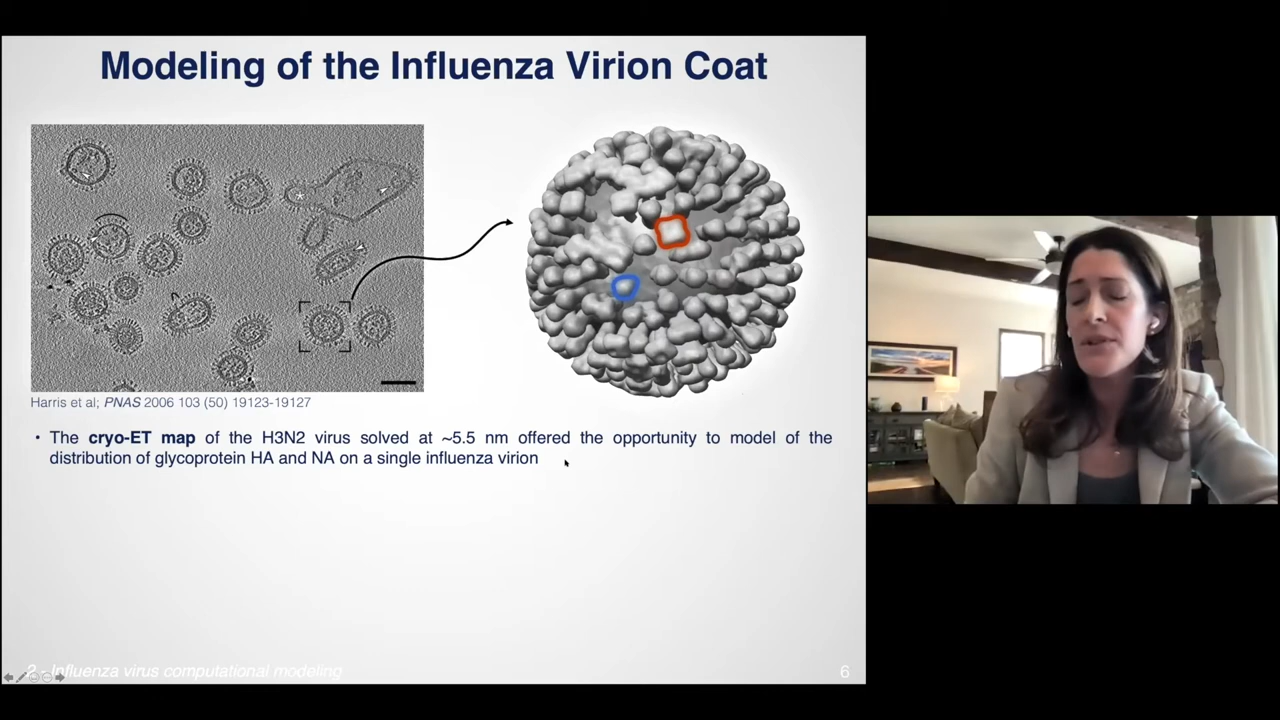 Modeling of the Influenza Virion Coat
*
Harris et al; PNAS 2006 103 (50) 19123-19127
• The cryo-ET map of the H3N2 virus solved at ~5.5 nm offered the opportunity to model of the
distribution of glycoprotein HA and NA on a single influenza virion
2 - Influenza virus computational modeling
6